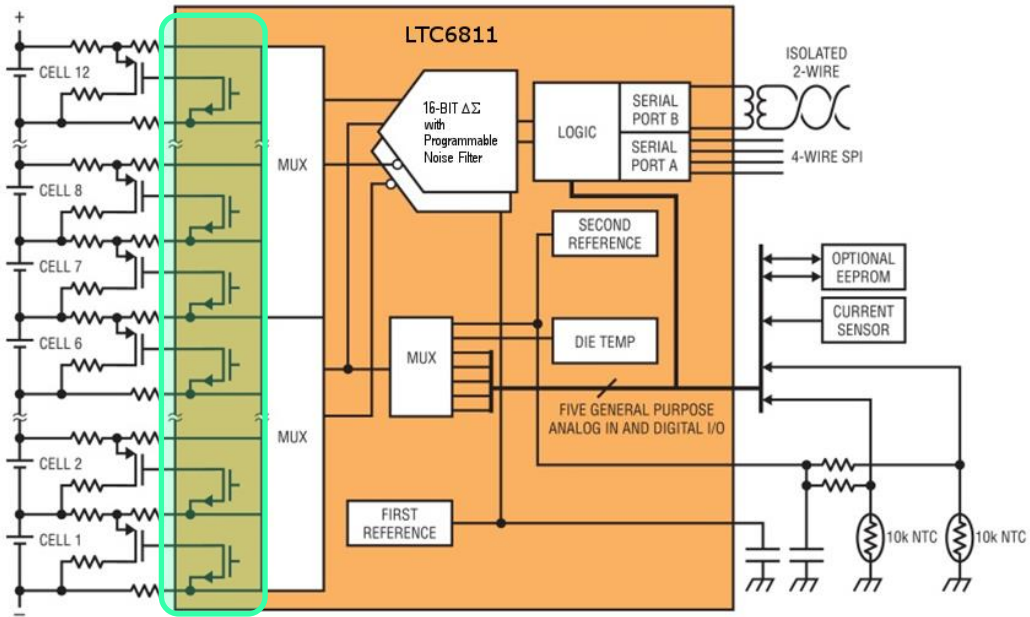 LTC6811
+
CELL 12
CELL 8
CELL 7
CELL 6
CELL 2
CELL 1
–
MUX
MUX
16-BIT ΔΣ
with
Programmable
Noise Filter
LOGIC
SERIAL
PORT B
SERIAL
PORT A
ISOLATED
2-WIRE
4-WIRE SPI
SECOND
REFERENCE
MUX
DIE TEMP
FIVE GENERAL PURPOSE
ANALOG IN AND DIGITAL I/O
OPTIONAL
EEPROM
CURRENT
SENSOR
FIRST
REFERENCE
10k NTC
10k NTC